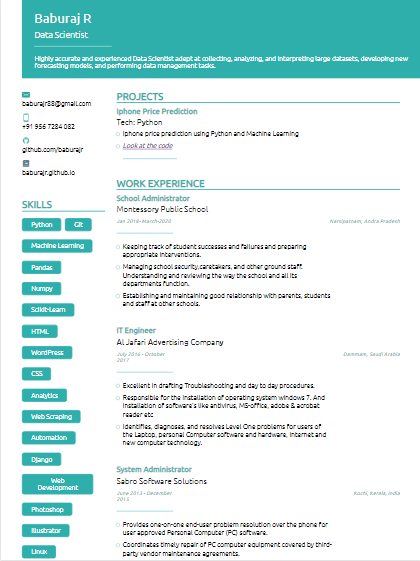 Baburaj R
Data Scientist
Highly accurate and experienced Data Scientist adept at collecting, analyzing, and interpreting large datasets, developing new
forecasting models, and performing data management tasks.
baburajr88@gmail.com
+91 956 7284 082
github.com/baburajr
baburajr.github.io
SKILLS
Python
Git
Machine Learning
Pandas
Numpy
Scikit-Learn
HTML
WordPress
CSS
Analytics
Web Scraping
Automation
Django
Web
Development
Photoshop
Illustrator
Linux
PROJECTS
Iphone Price Prediction
Tech: Python
Iphone price prediction using Python and Machine Learning
Look at the code
WORK EXPERIENCE
School Administrator
Montessory Public School
Jan 2018- March-2020
Narsipatnam, Andra Pradesh
Keeping track of student successes and failures and preparing
appropriate interventions.
Managing school security,caretakers, and other ground staff.
Understanding and reviewing the way the school and all its
departments function.
Establishing and maintaining good relationship with parents, students
and staff as required.
IT Engineer
Al Jafari Advertising Company
July 2016 - October
2017
Dammam, Saudi Arabia
Excellent in drafting Troubleshooting and day to day procedures.
Responsible for the installation of operating system windows 7. And
installation of software's like antivirus, MS-office, adobe & acrobat
reader etc
Identifies, diagnoses, and resolves Level One problems for users of
the Laptop, personal Computer software and hardware, Internet and
new computer technology.
System Administrator
Sabro Software Solutions
June 2013 - December
2015
Kochi, Kerala, India
Provides one-on-one end-user problem resolution over the phone for
user approved Personal Computer (PC) software.
Coordinates timely repair of PC computer equipment covered by third-
party vendor maintenance agreements.